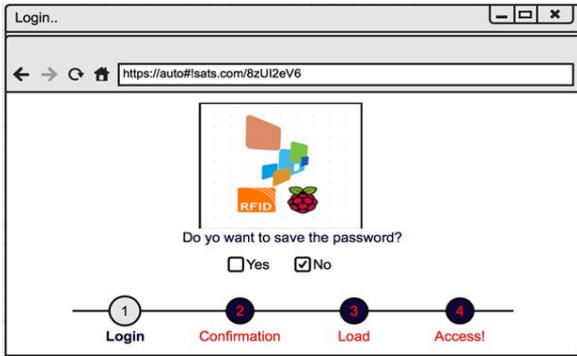 Login..
https://auto#!sats.com/8zUI2eV6
RFID
Do yo want to save the password?
Yes No
1 2 3 4
Login Confirmation Load Access!